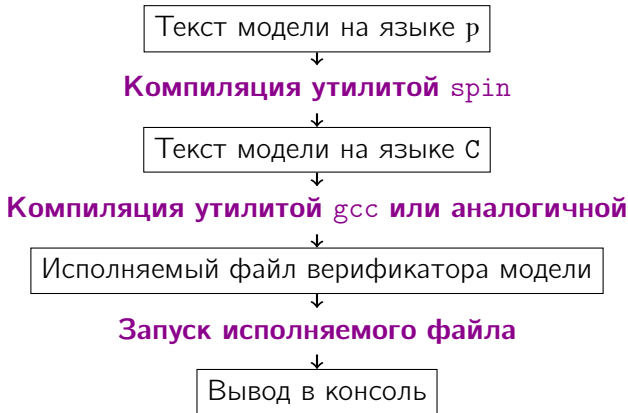 Текст модели на языке p
Компиляция утилитой spin
Текст модели на языке C
Компиляция утилитой gcc или аналогичной
Исполняемый файл верификатора модели
Запуск исполняемого файла
Вывод в консоль